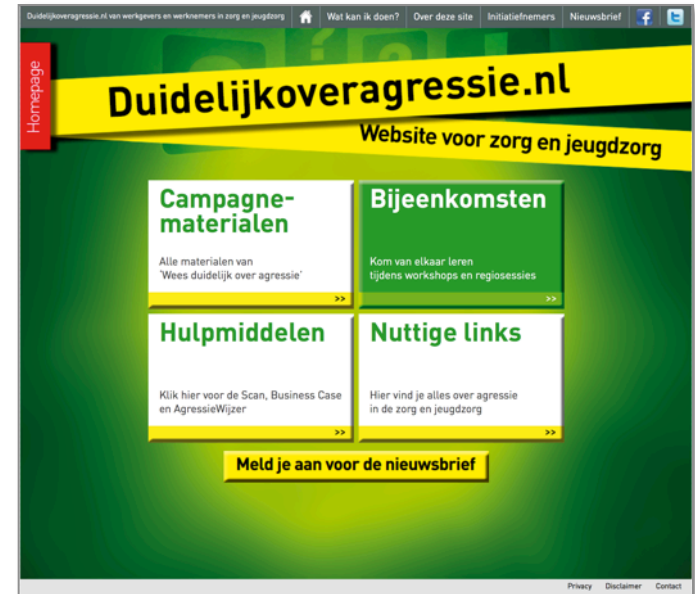 Duidelijkoveragressie.nl van werkgevers en werknemers in zorg en jeugdzorg
Wat kan ik doen?
Over deze site
Initiatiefnemers
Nieuwsbrief
Homepage
Duidelijkoveragressie.nl
Website voor zorg en jeugdzorg
Campagne-
materialen
Alle materialen van
'Wees duidelijk over agressie'
>>
Bijeenkomsten
Kom van elkaar leren
tijdens workshops en regiosessies
>>
Hulpmiddelen
Klik hier voor de Scan, Business Case
en AgressieWijzer
>>
Nuttige links
Hier vind je alles over agressie
in de zorg en jeugdzorg
>>
Meld je aan voor de nieuwsbrief
Privacy
Disclaimer
Contact